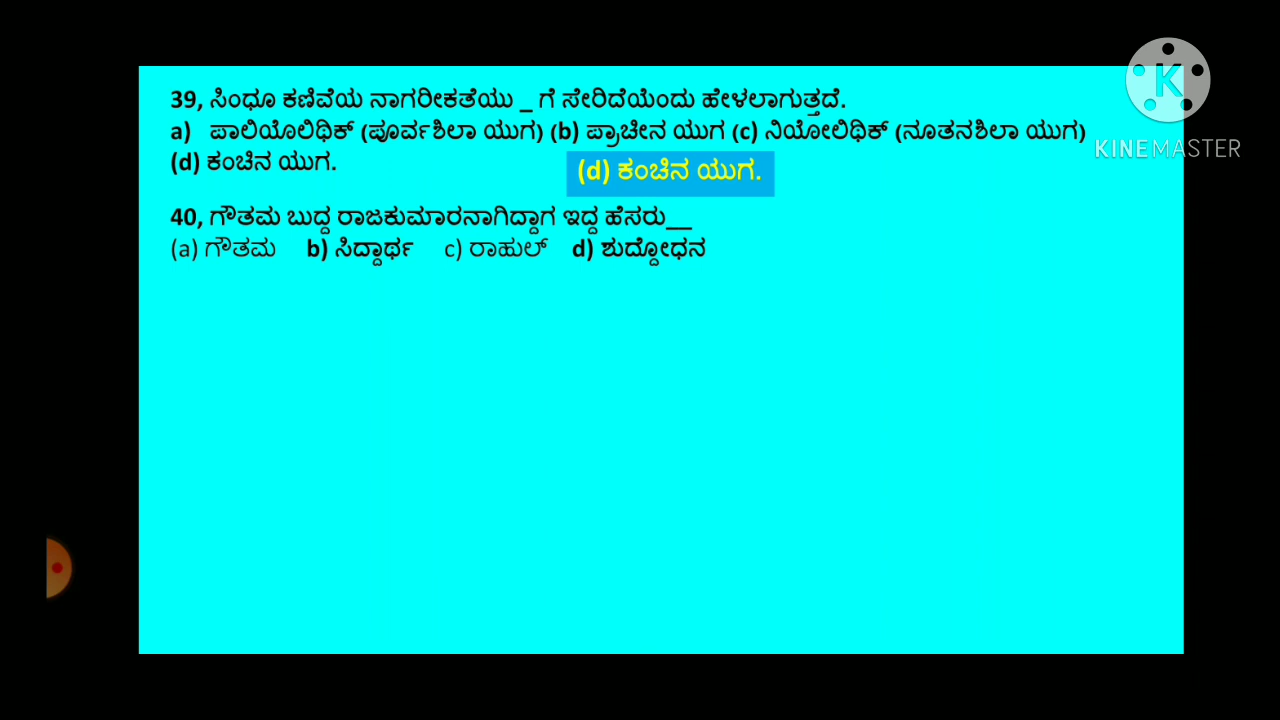 39, ಸಿಂಧೂ ಕಣಿವೆಯ ನಾಗರೀಕತೆಯು _ ಗೆ ಸೇರಿದೆಯೆಂದು ಹೇಳಲಾಗುತ್ತದೆ.
a) ಪಾಲಿಯೊಲಿಥಿಕ್ (ಪೂರ್ವಶಿಲಾ ಯುಗ) (b) ಪ್ರಾಚೀನ ಯುಗ (c) ನಿಯೋಲಿಥಿಕ್ (ನೂತನಶಿಲಾ ಯುಗ)
(d) ಕಂಚಿನ ಯುಗ.
(d) ಕಂಚಿನ ಯುಗ.
40, ಗೌತಮ ಬುದ್ದ ರಾಜಕುಮಾರನಾಗಿದ್ದಾಗ ಇದ್ದ ಹೆಸರು__
(a) ಗೌತಮ b) ಸಿದ್ದಾರ್ಥ c) ರಾಹುಲ್ d) ಶುದ್ದೋಧನ
K
KINEMASTER